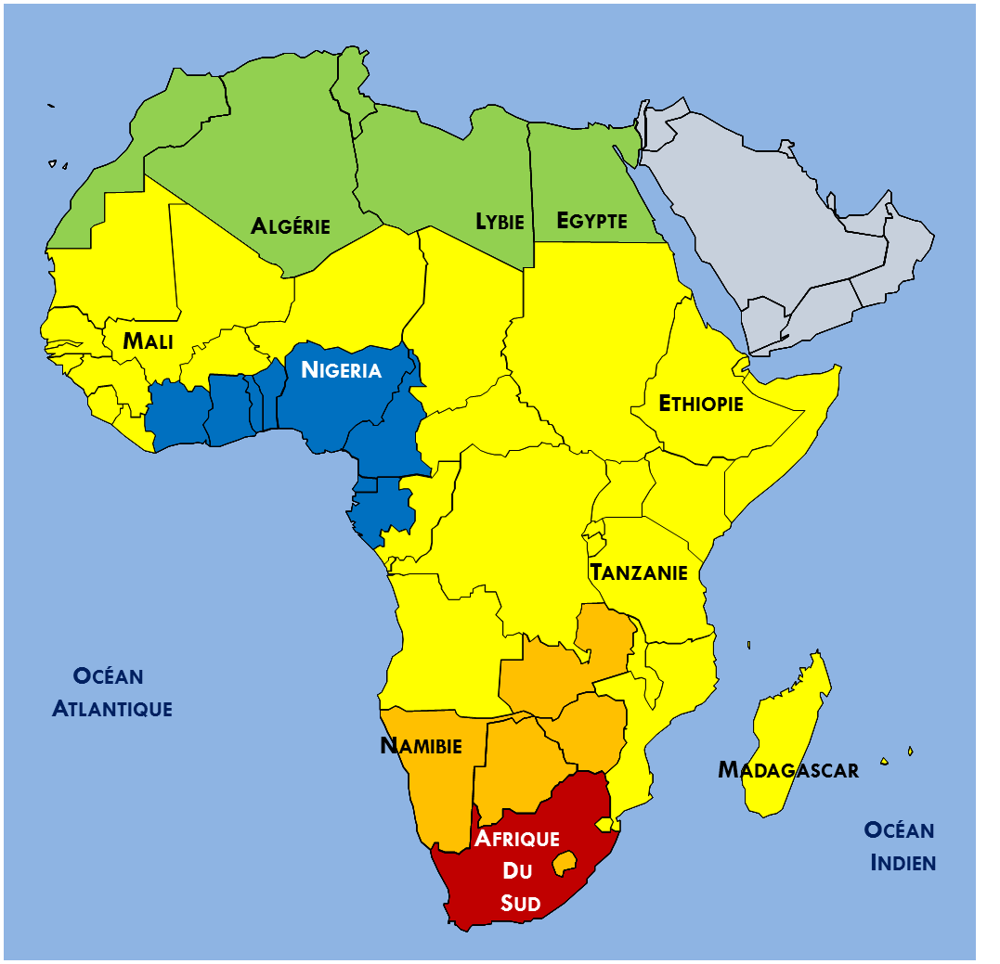 ALGÉRIE
LYBIE
EGYPTE
MALI
NIGERIA
ETHIOPIE
TANZANIE
OCÉAN
ATLANTIQUE
NAMIBIE
MADAGASCAR
AFRIQUE
DU
SUD
OCÉAN
INDIEN